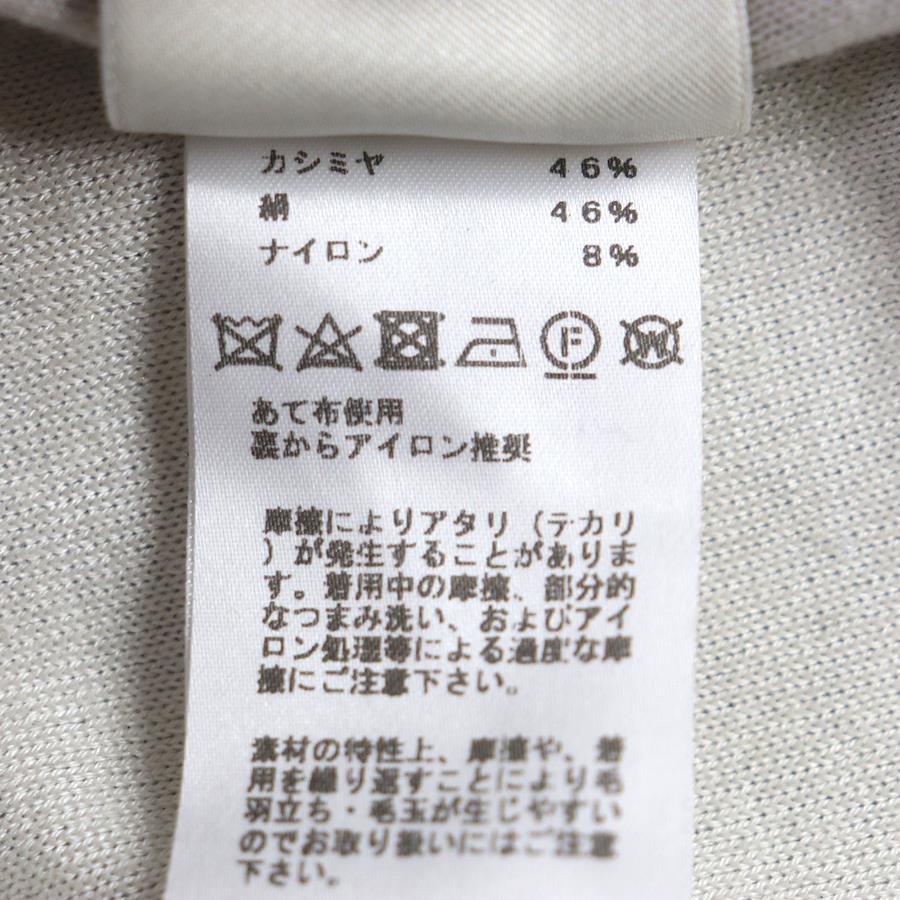 カシミヤ 46%
絹 46%
ナイロン 8%
F W
あて布使用
裏からアイロン推奨
摩擦によりアタリ(テカリ
)が発生することがありま
す。着用中の摩擦、部分的
なつまみ洗い、およびアイ
ロン処理等による過度な摩
擦にご注意下さい。
素材の特性上、摩擦や、着
用を繰り返すことにより毛
羽立ち・毛玉が生じやすい
のでお取り扱いにはご注意
下さい。